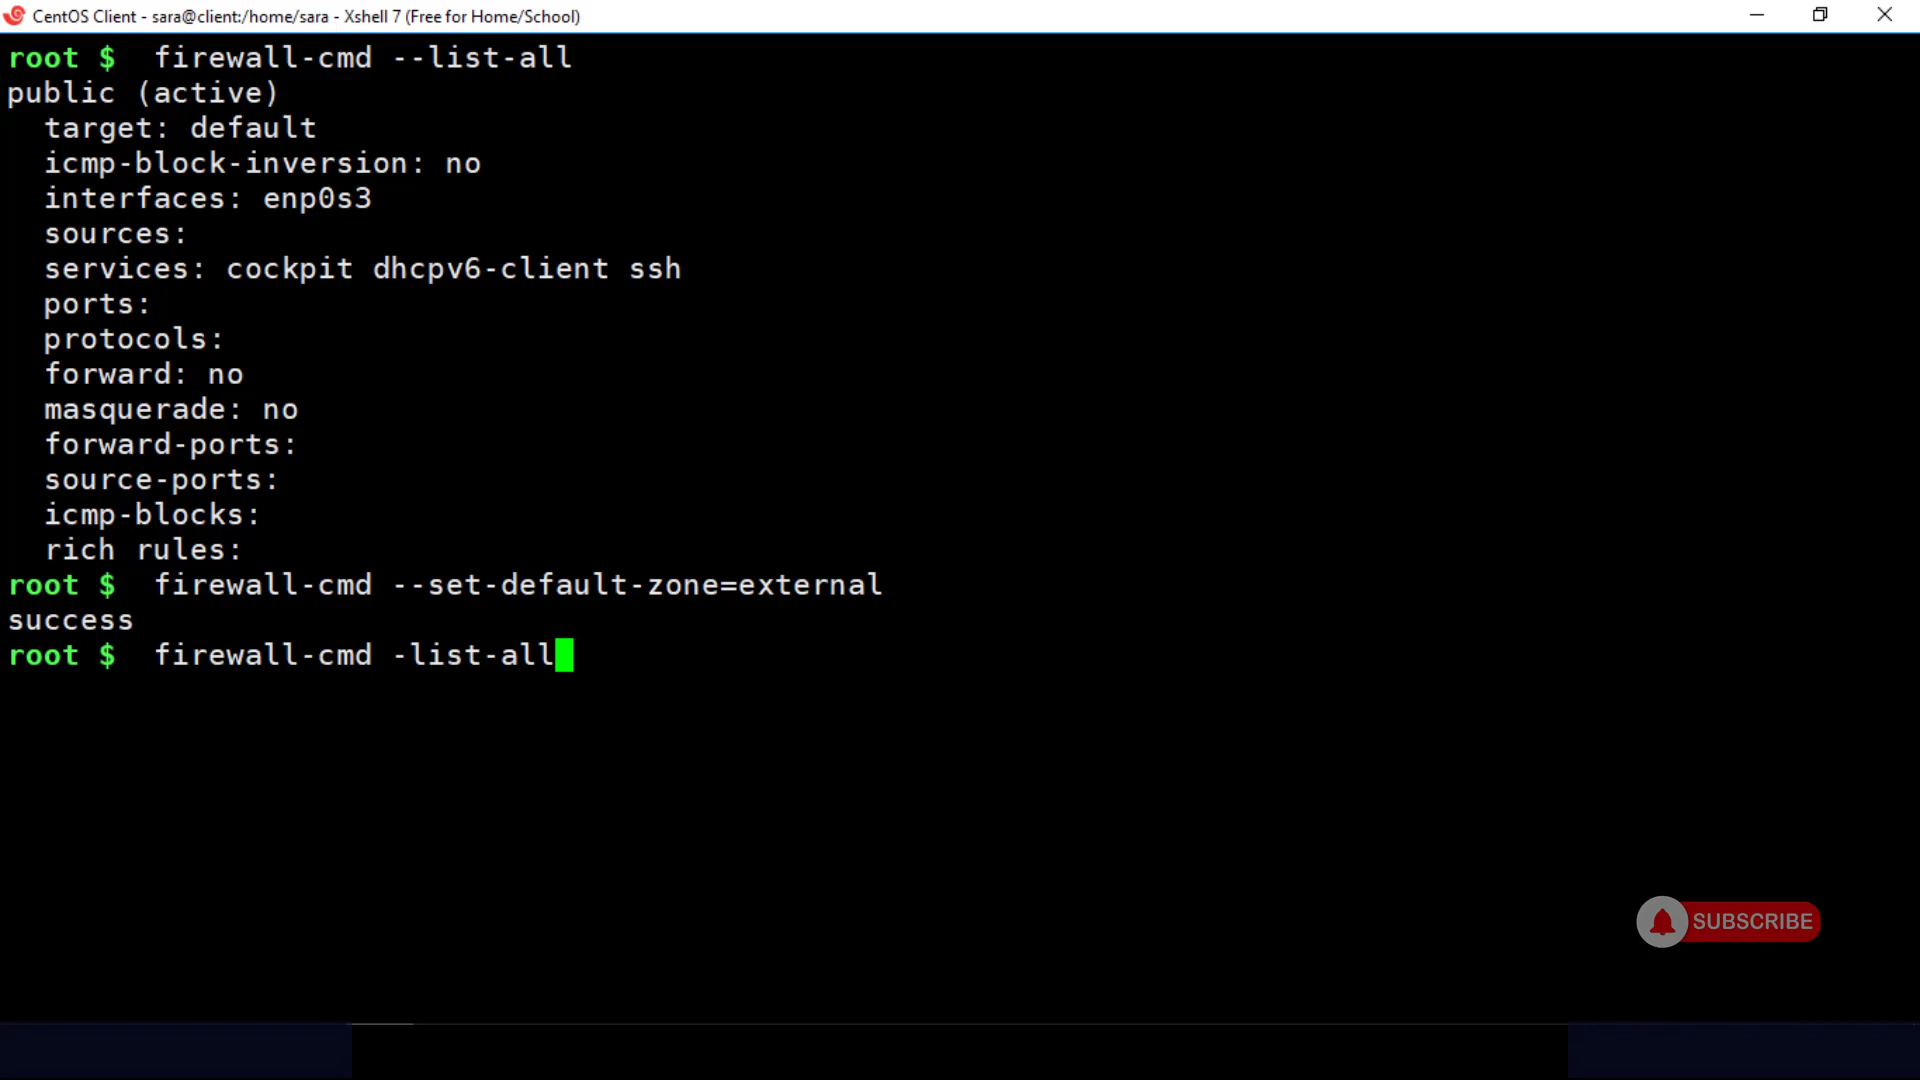 CentOS Client - sara@client:/home/sara - Xshell 7 (Free for Home/School)
root $  firewall-cmd --list-all
public (active)
  target: default
  icmp-block-inversion: no
  interfaces: enp0s3
  sources:
  services: cockpit dhcpv6-client ssh
  ports:
  protocols:
  forward: no
  masquerade: no
  forward-ports:
  source-ports:
  icmp-blocks:
  rich rules:
root $  firewall-cmd --set-default-zone=external
success
root $  firewall-cmd -list-all
SUBSCRIBE